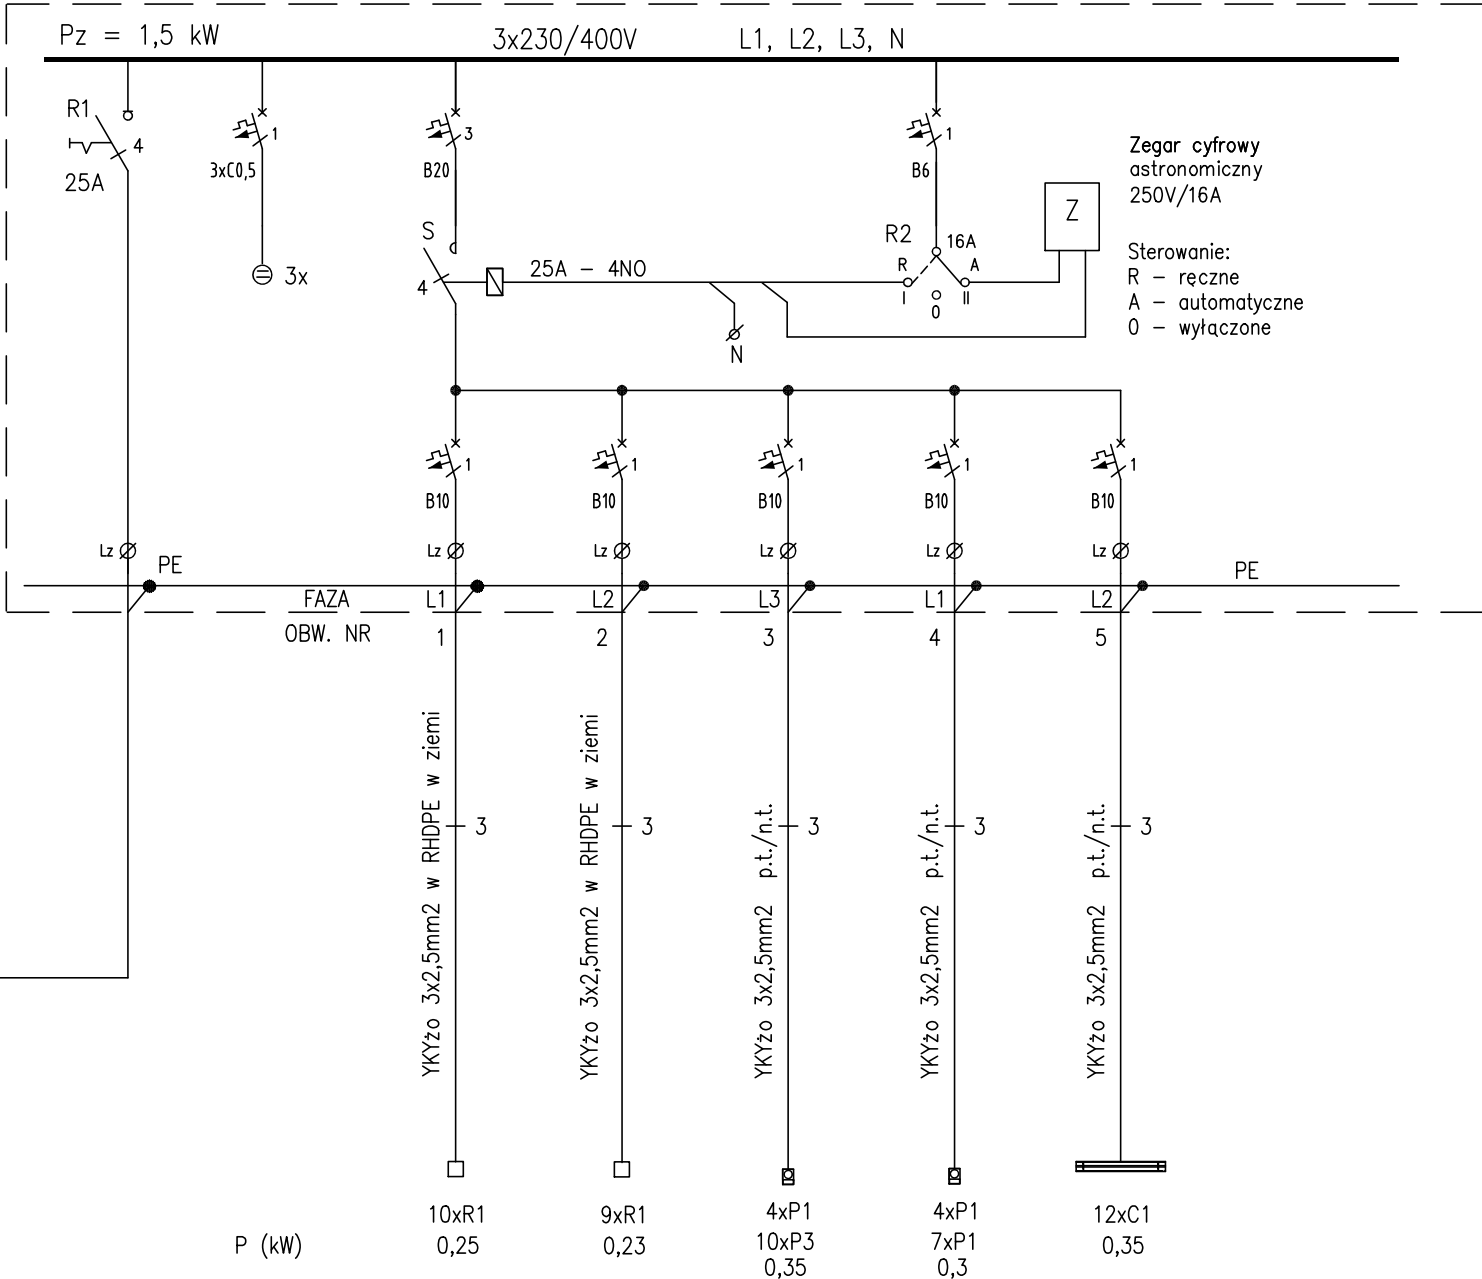 Pz = 1,5 kW
3x230/400V
L1, L2, L3, N
R1
4
25A
1
3xC0,5
3x
3
B20
1
B6
Zegar cyfrowy
astronomiczny
250V/16A
Z
S
4
25A - 4NO
R2
16A
R
A
I
0
II
N
Sterowanie:
R - ręczne
A - automatyczne
0 - wyłączone
1
1
1
1
1
B10
B10
B10
B10
B10
Lz
Lz
Lz
Lz
Lz
Lz
PE
PE
FAZA
L1
L2
L3
L1
L2
OBW. NR
1
2
3
4
5
YKYżo 3x2,5mm2 w RHDPE w ziemi
YKYżo 3x2,5mm2 w RHDPE w ziemi
YKYżo 3x2,5mm2 p.t./n.t.
YKYżo 3x2,5mm2 p.t./n.t.
YKYżo 3x2,5mm2 p.t./n.t.
3
3
3
3
3
10xR1
9xR1
4xP1
4xP1
12xC1
P (kW)
0,25
0,23
10xP3
7xP1
0,35
0,35
0,3